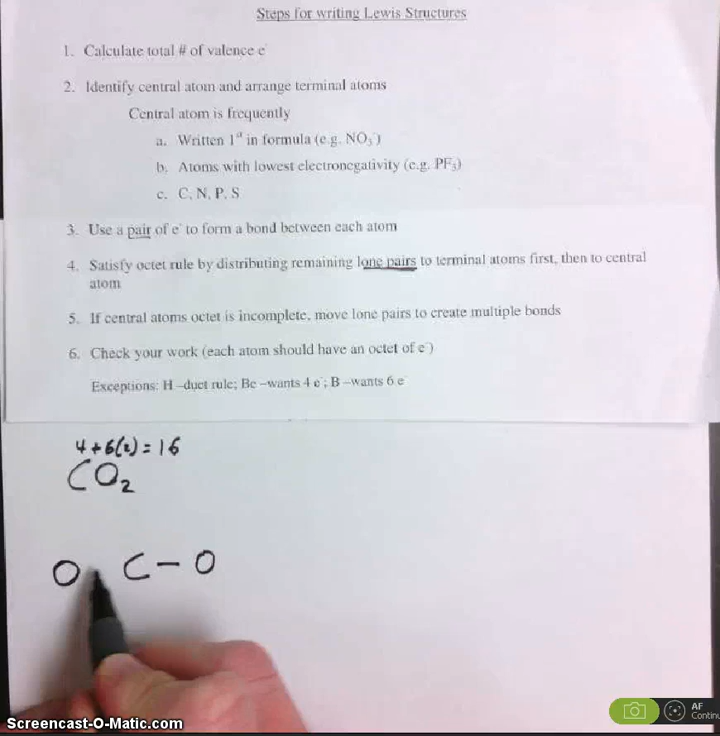 Steps for writing Lewis Structures
1. Calculate total # of valence e⁻
2. Identify central atom and arrange terminal atoms
Central atom is frequently
a. Written 1st in formula (e.g. NO₃⁻)
b. Atoms with lowest electronegativity (e.g. PF₅)
c. C, N, P, S
3. Use a pair of e⁻ to form a bond between each atom
4. Satisfy octet rule by distributing remaining lone pairs to terminal atoms first, then to central
atom
5. If central atoms octet is incomplete, move lone pairs to create multiple bonds
6. Check your work (each atom should have an octet of e⁻)
Exceptions: H –duet rule; Be –wants 4 e⁻; B –wants 6 e⁻
4+6(2)=16
CO₂
O C – O
Screencast-O-Matic.com
AF
Continu